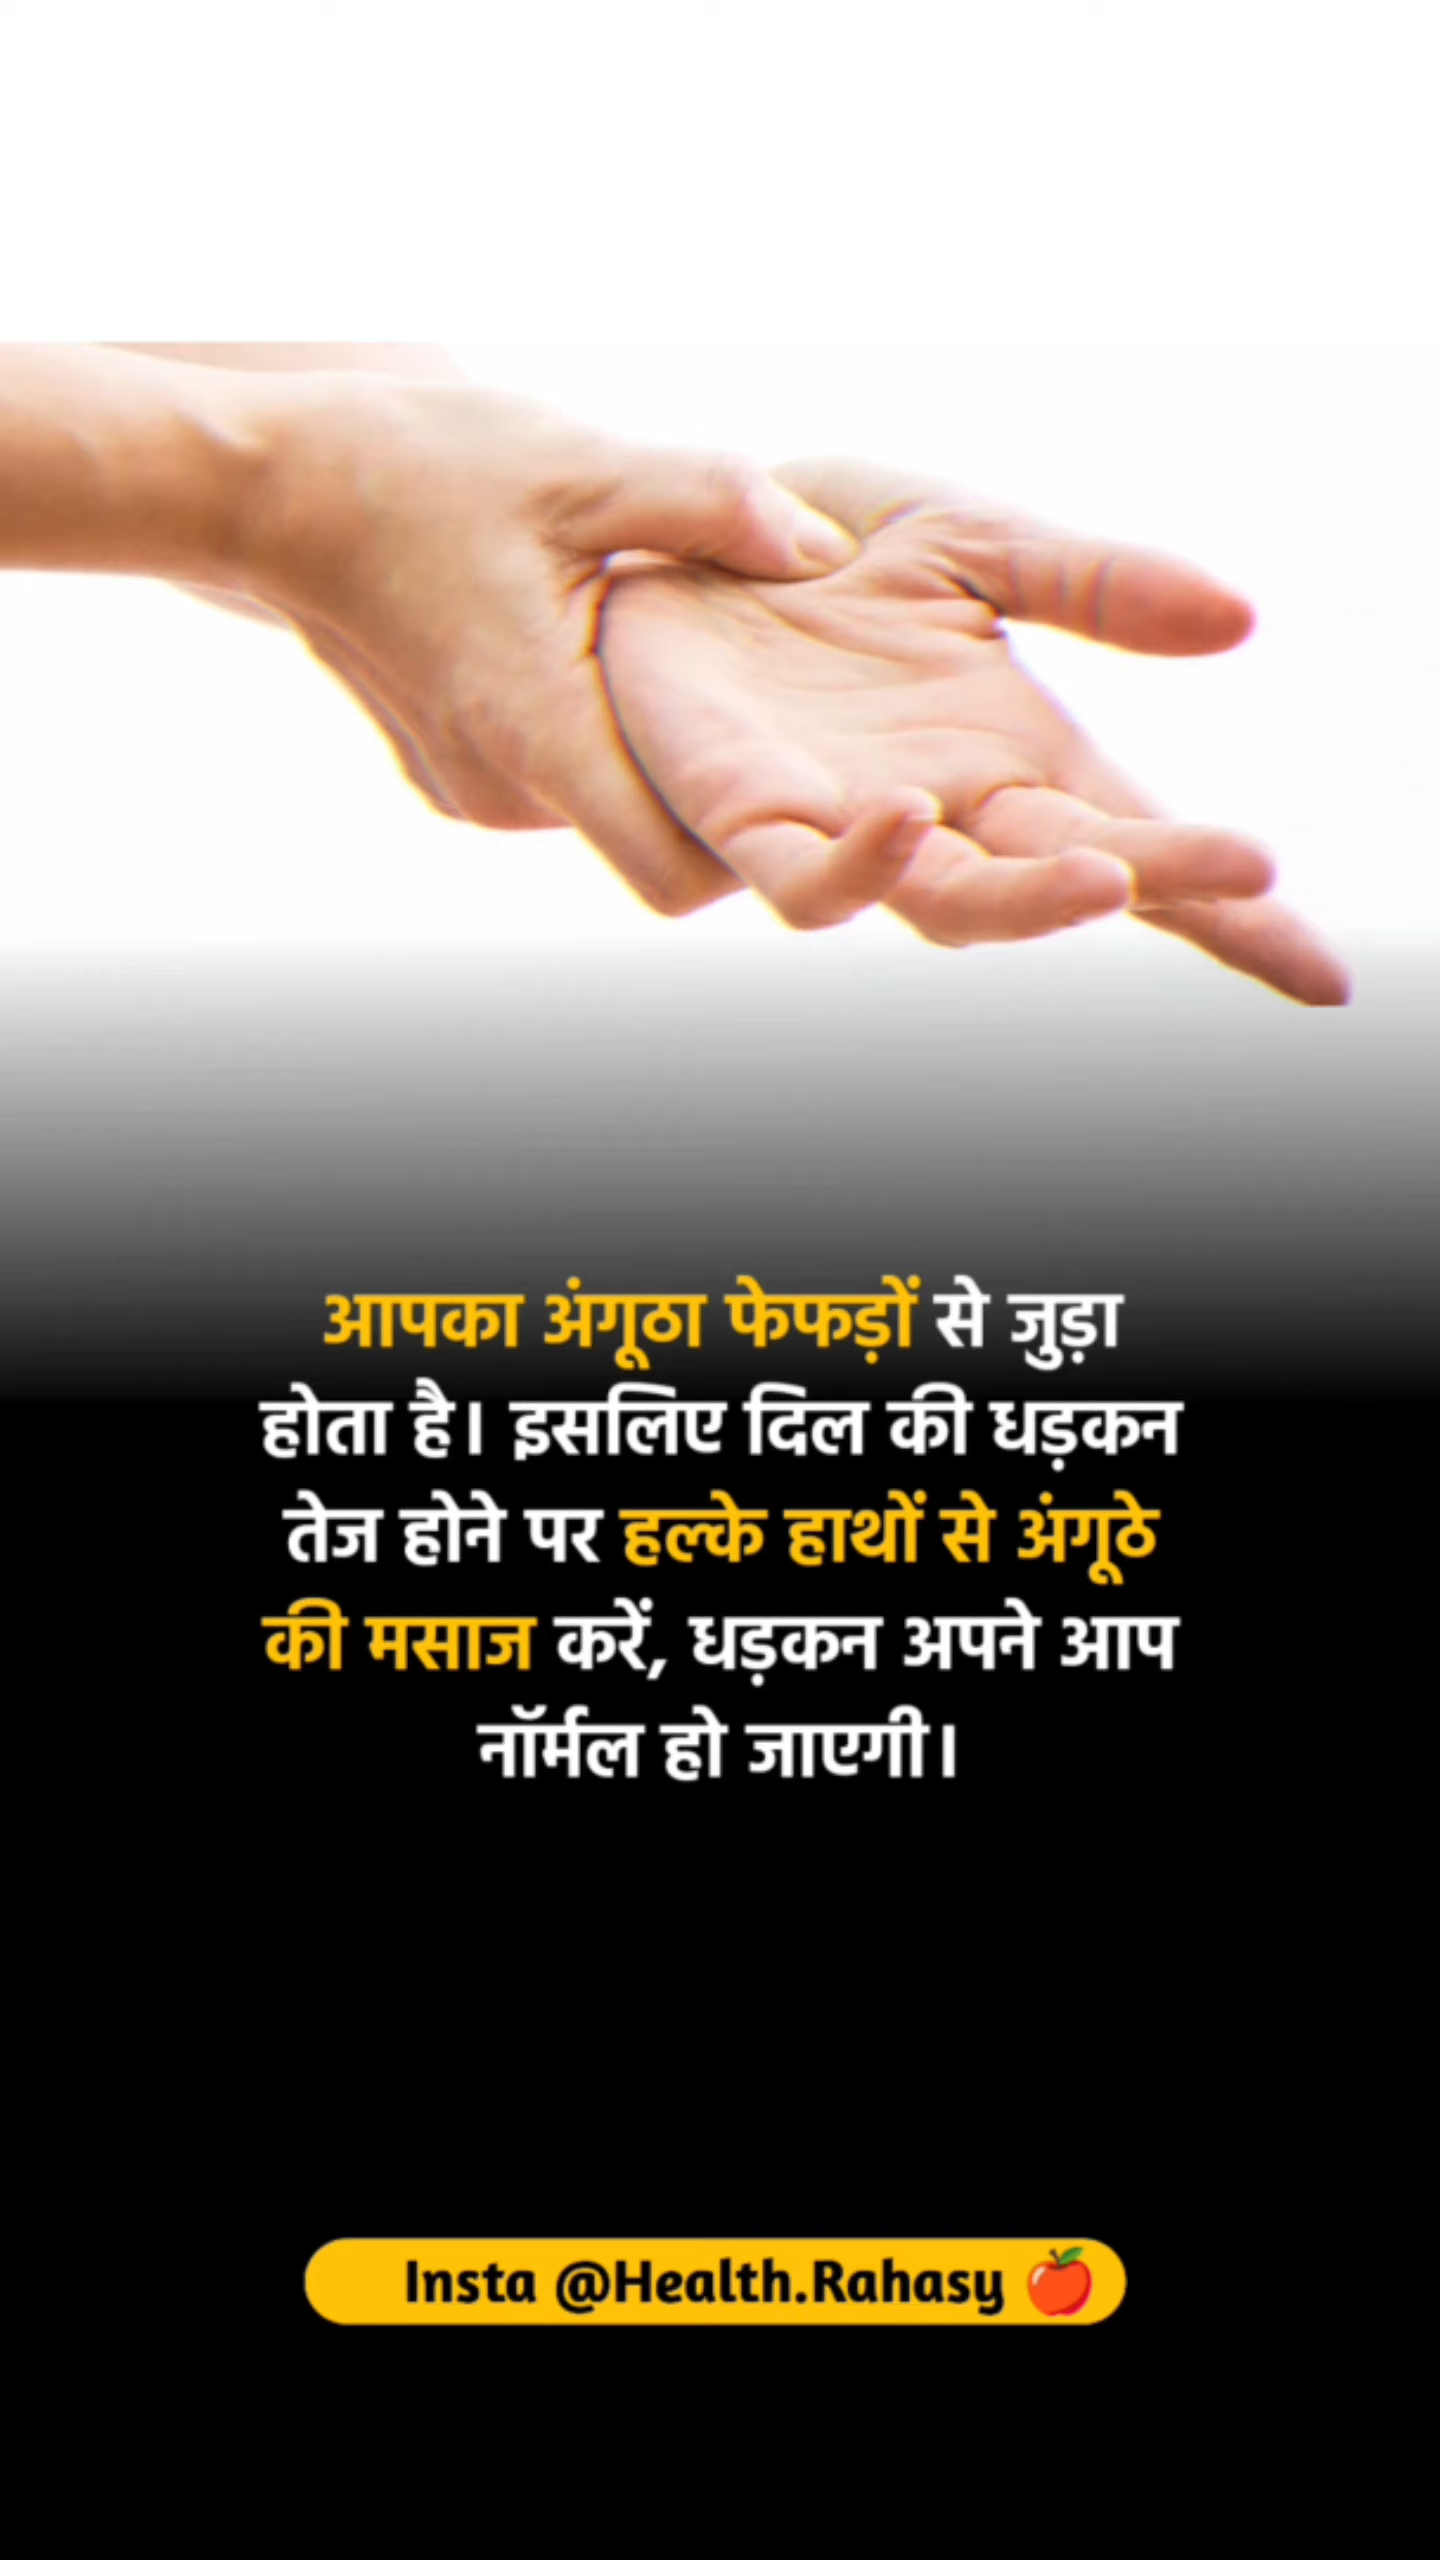 आपका अंगूठा फेफड़ों से जुड़ा
होता है। इसलिए दिल की धड़कन
तेज होने पर हल्के हाथों से अंगूठे
की मसाज करें, धड़कन अपने आप
नॉर्मल हो जाएगी।
Insta @Health.Rahasy